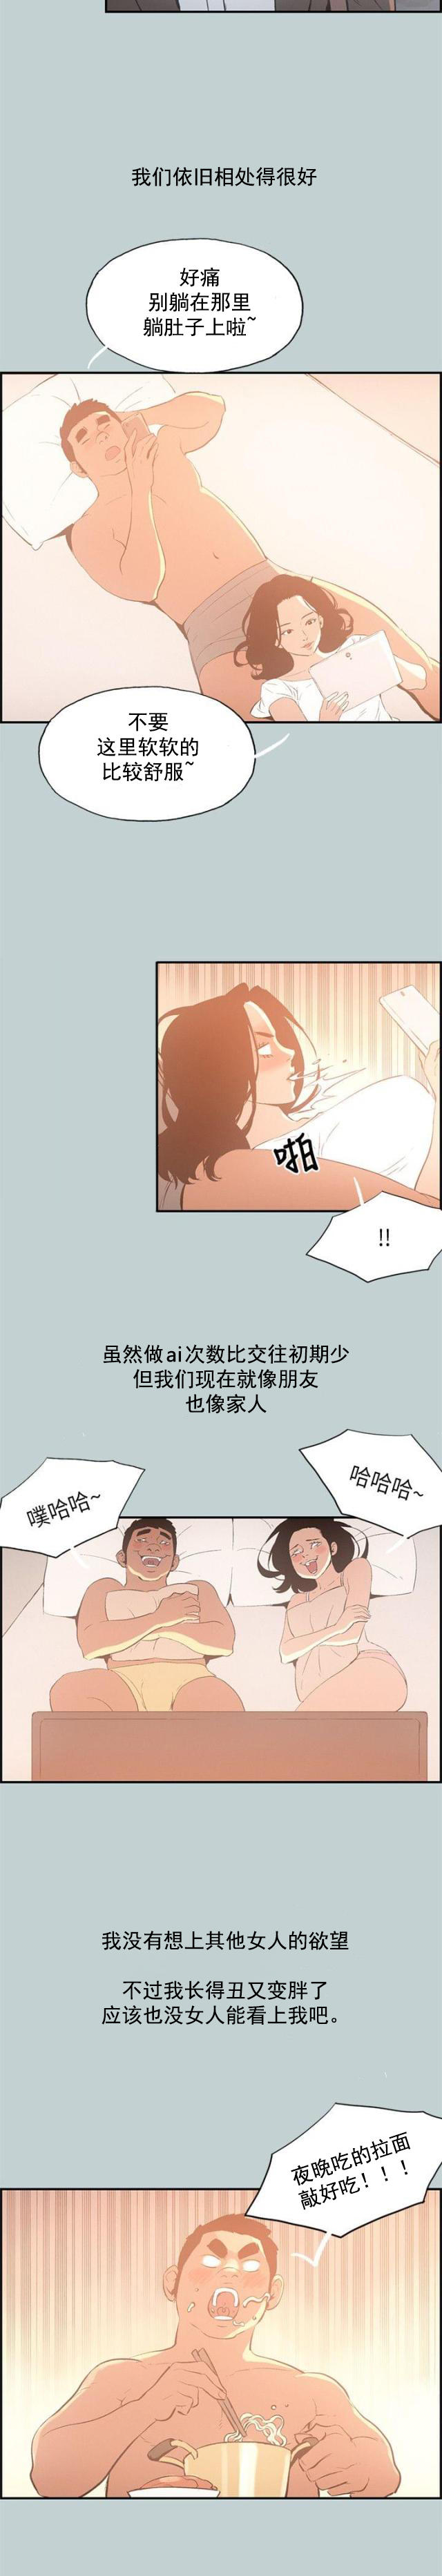 我们依旧相处得很好
好痛
别躺在那里
躺肚子上啦~
不要
这里软软的
比较舒服~
啪
!!
虽然做ai次数比交往初期少
但我们现在就像朋友
也像家人
噗哈哈~
哈哈哈~
我没有想上其他女人的欲望
不过我长得丑又变胖了
应该也没女人能看上我吧。
夜晚吃的拉面
敲好吃！！！